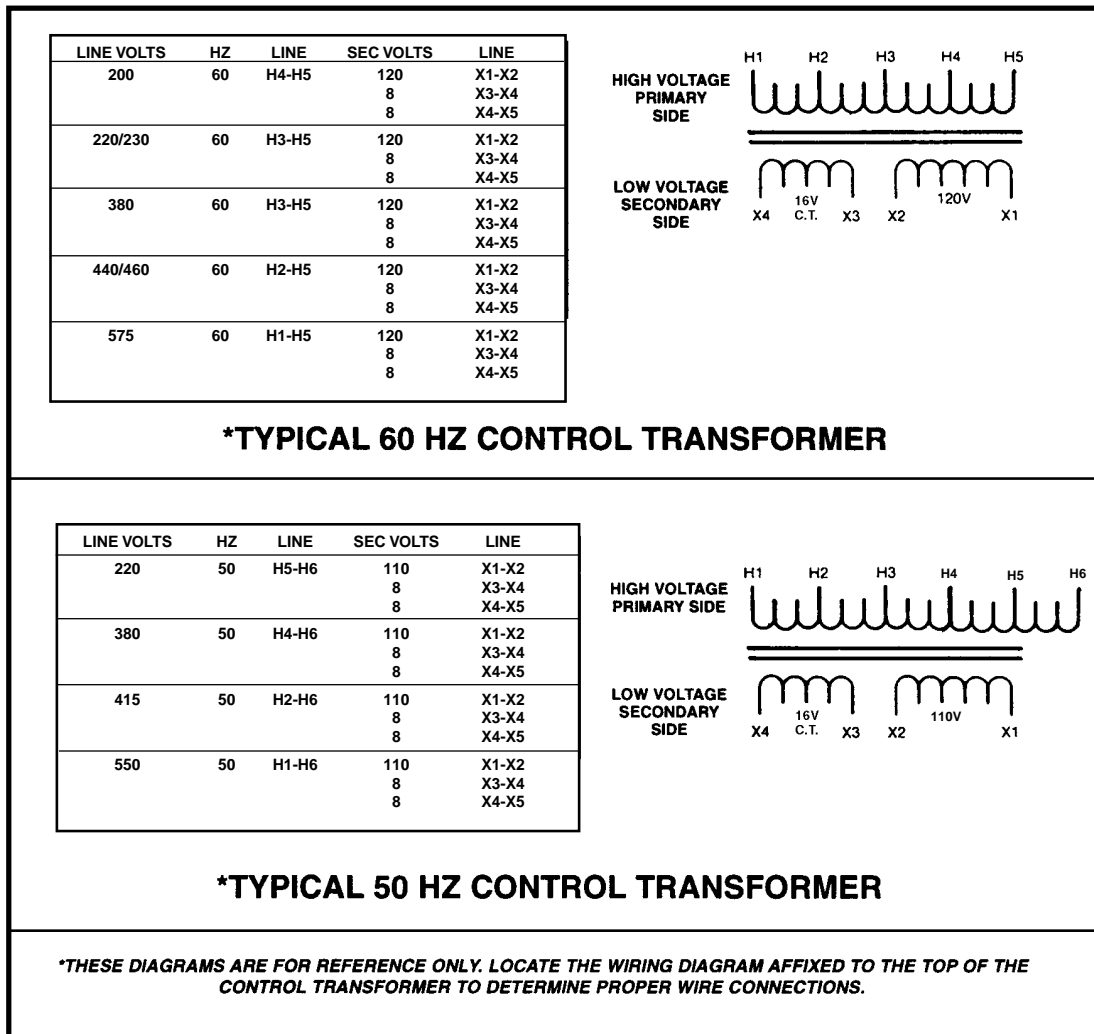 LINE VOLTS HZ LINE SEC VOLTS LINE
200 60 H4-H5 120 X1-X2
8 X3-X4
8 X4-X5
220/230 60 H3-H5 120 X1-X2
8 X3-X4
8 X4-X5
380 60 H3-H5 120 X1-X2
8 X3-X4
8 X4-X5
440/460 60 H2-H5 120 X1-X2
8 X3-X4
8 X4-X5
575 60 H1-H5 120 X1-X2
8 X3-X4
8 X4-X5
H1 H2 H3 H4 H5
HIGH VOLTAGE
PRIMARY
SIDE
LOW VOLTAGE
SECONDARY
SIDE
16V 120V
X4 C.T. X3 X2 X1
*TYPICAL 60 HZ CONTROL TRANSFORMER
LINE VOLTS HZ LINE SEC VOLTS LINE
220 50 H5-H6 110 X1-X2
8 X3-X4
8 X4-X5
380 50 H4-H6 110 X1-X2
8 X3-X4
8 X4-X5
415 50 H2-H6 110 X1-X2
8 X3-X4
8 X4-X5
550 50 H1-H6 110 X1-X2
8 X3-X4
8 X4-X5
H1 H2 H3 H4 H5 H6
HIGH VOLTAGE
PRIMARY SIDE
LOW VOLTAGE
SECONDARY
SIDE
16V 110V
X4 C.T. X3 X2 X1
*TYPICAL 50 HZ CONTROL TRANSFORMER
*THESE DIAGRAMS ARE FOR REFERENCE ONLY. LOCATE THE WIRING DIAGRAM AFFIXED TO THE TOP OF THE
CONTROL TRANSFORMER TO DETERMINE PROPER WIRE CONNECTIONS.